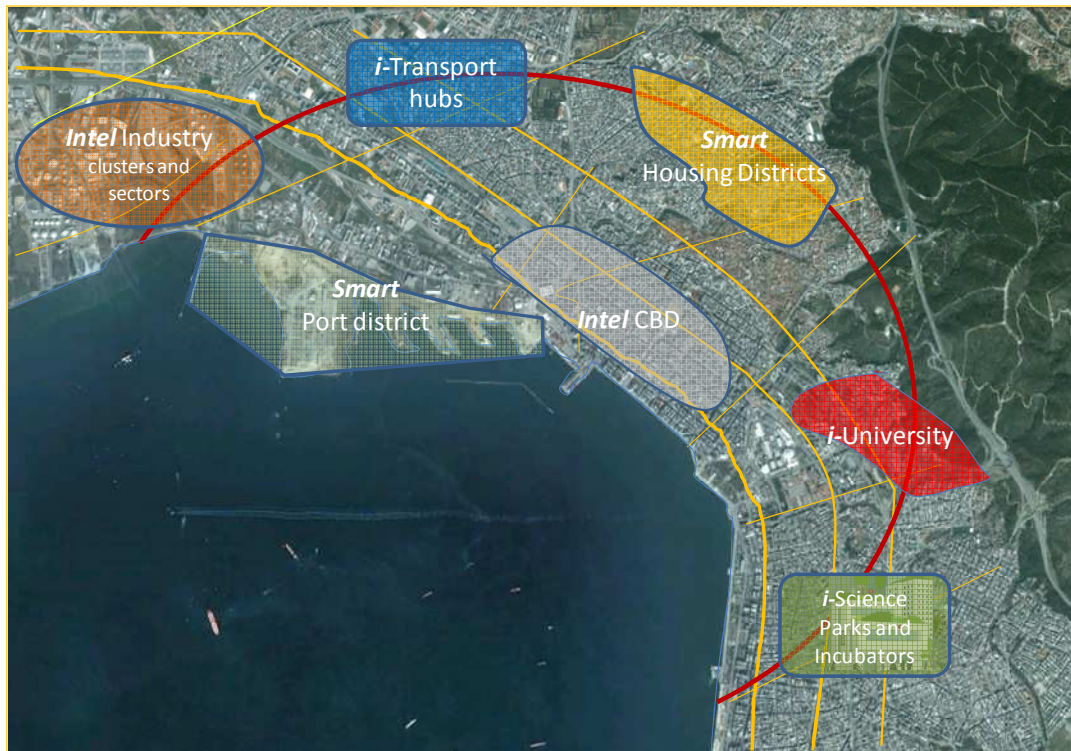 i-Transport
hubs
Intel Industry
clusters and
sectors
Smart
Housing Districts
Smart
Port district
Intel CBD
i-University
i-Science
Parks and
Incubators